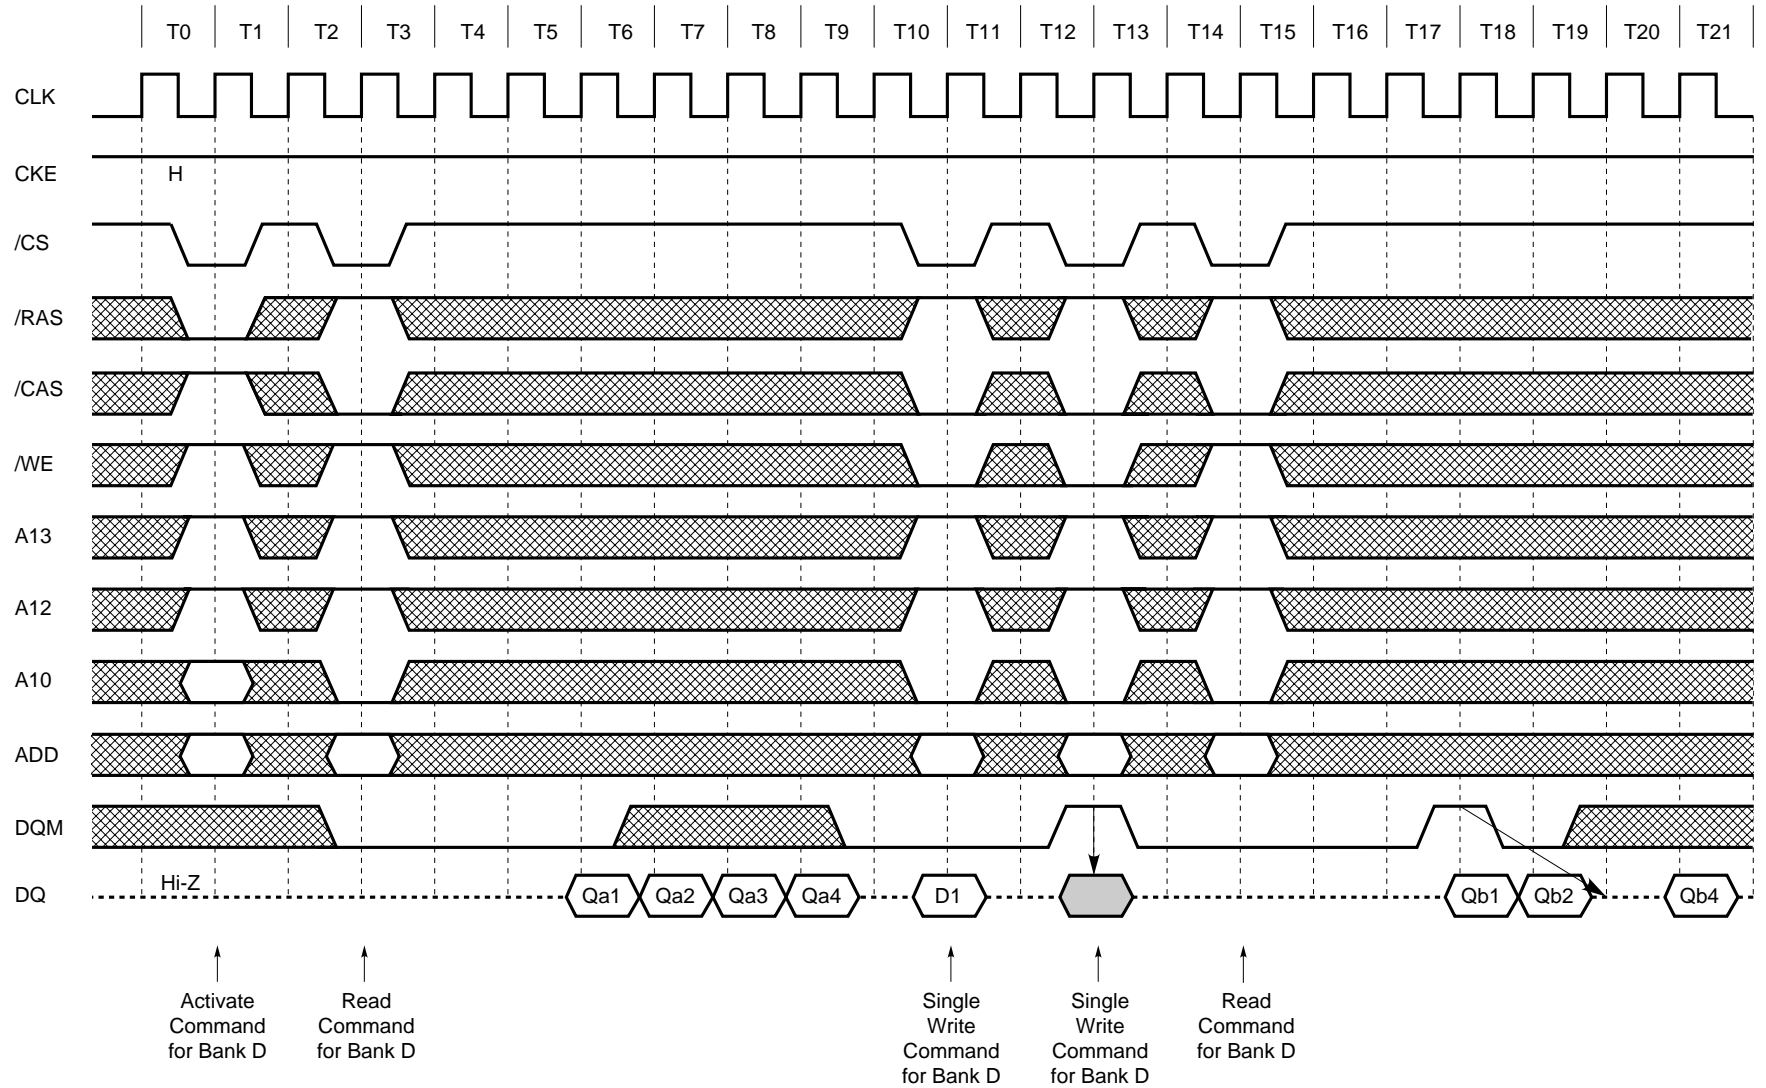 T0 T1 T2 T3 T4 T5 T6 T7 T8 T9 T10 T11 T12 T13 T14 T15 T16 T17 T18 T19 T20 T21
CLK
CKE H
/CS
/RAS
/CAS
/WE
A13
A12
A10
ADD
DQM
DQ Hi-Z Qa1 Qa2 Qa3 Qa4 D1 Qb1 Qb2 Qb4
Activate
Command
for Bank D
Read
Command
for Bank D
Single
Write
Command
for Bank D
Single
Write
Command
for Bank D
Read
Command
for Bank D